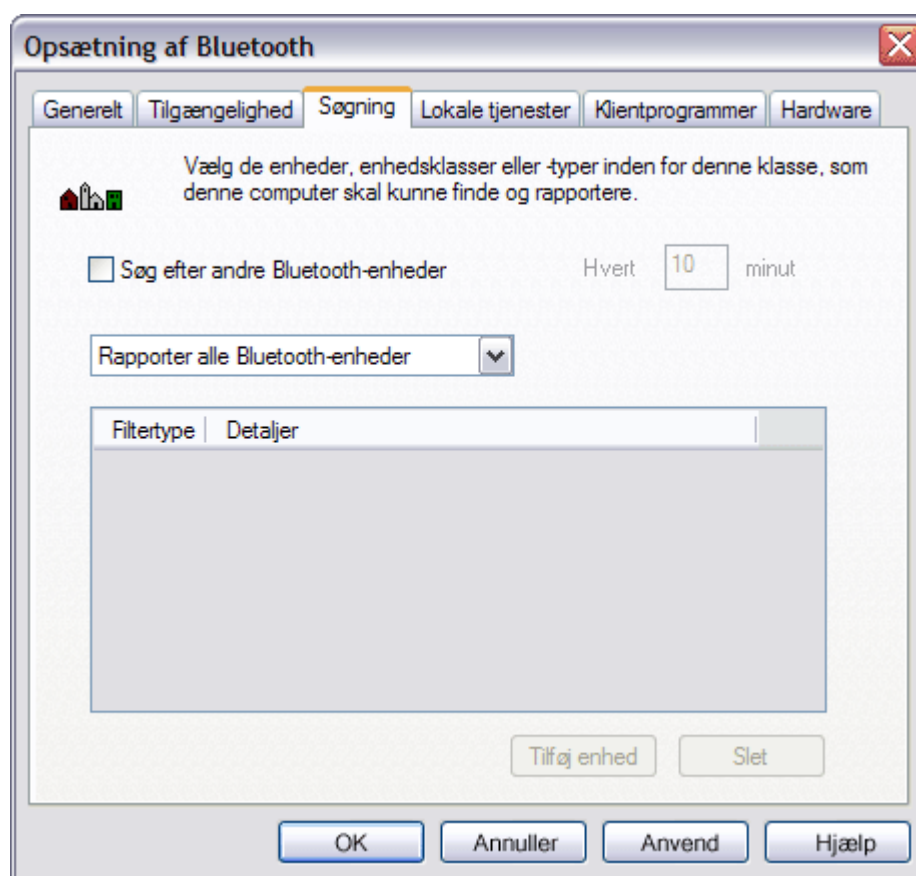 Opsætning af Bluetooth
Generelt Tilgængelighed Søgning Lokale tjenester Klientprogrammer Hardware
Vælg de enheder, enhedsklasser eller -typer inden for denne klasse, som
denne computer skal kunne finde og rapportere.
Søg efter andre Bluetooth-enheder Hvert 10 minut
Rapporter alle Bluetooth-enheder
Filtertype Detaljer
Tilføj enhed Slet
OK Annuller Anvend Hjælp